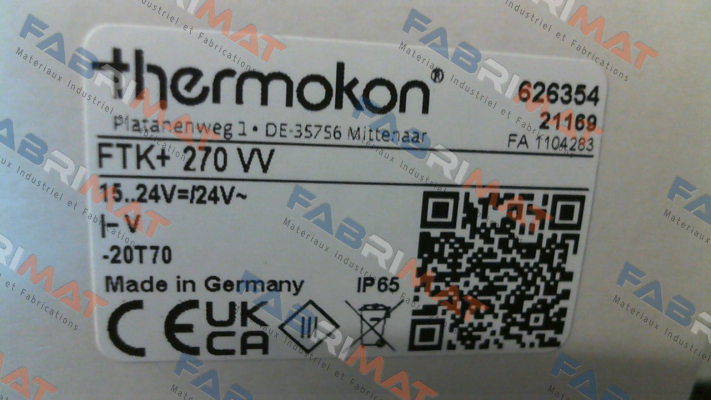 thermokon®
626354
Platanenweg 1 • DE-35756 Mittenaar
21169
FA 1104283
FTK+ 270 VV
15..24V=/24V~
|– V
-20T70
Made in Germany
IP65
CE
UK
CA
III
FABRIMAT
Materiaux Industriel et Fabrications